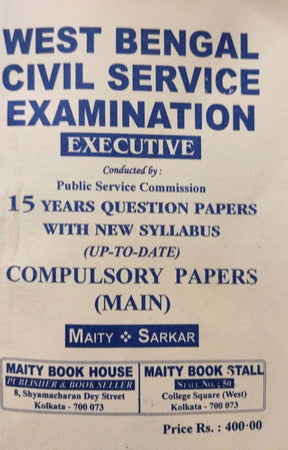 WEST BENGAL
CIVIL SERVICE
EXAMINATION
EXECUTIVE
Conducted by :
Public Service Commission
15 YEARS QUESTION PAPERS
WITH NEW SYLLABUS
(UP-TO-DATE)
COMPULSORY PAPERS
(MAIN)
MAITY ❖ SARKAR
MAITY BOOK HOUSE
PUBLISHER & BOOK SELLER
8, Shyamacharan Dey Street
Kolkata - 700 073
MAITY BOOK STALL
STALL NO. : 50
College Square (West)
Kolkata - 700 073
Price Rs. : 400·00